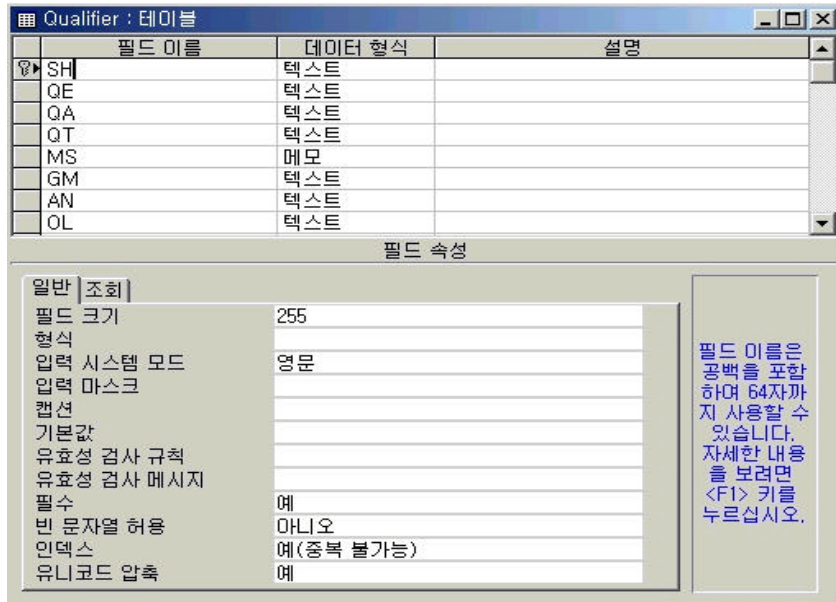 Qualifier : 테이블
필드 이름 데이터 형식 설명
SH 텍스트
QE 텍스트
QA 텍스트
QT 텍스트
MS 메모
GM 텍스트
AN 텍스트
OL 텍스트
필드 속성
일반 조회
필드 크기 255
형식
입력 시스템 모드 영문
입력 마스크
캡션
기본값
유효성 검사 규칙
유효성 검사 메시지
필수 예
빈 문자열 허용 아니오
인덱스 예(중복 불가능)
유니코드 압축 예
필드 이름은
공백을 포함
하여 64자까
지 사용할 수
있습니다.
자세한 내용
을 보려면
<F1> 키를
누르십시오.